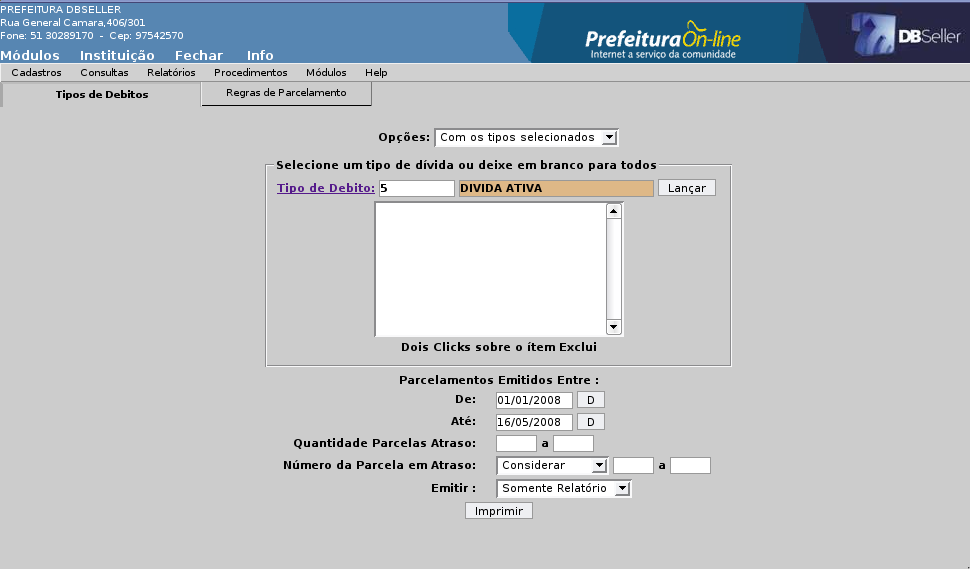 PREFEITURA DBSELLER
Rua General Camara,406/301
Fone: 51 30289170 - Cep: 97542570
Módulos Instituição Fechar Info
Prefeitura On-line
Internet a serviço da comunidade
DBSeller
Cadastros Consultas Relatórios Procedimentos Módulos Help
Tipos de Debitos Regras de Parcelamento
Opções: Com os tipos selecionados
Selecione um tipo de dívida ou deixe em branco para todos
Tipo de Debito: 5 DIVIDA ATIVA Lançar
Dois Clicks sobre o ítem Exclui
Parcelamentos Emitidos Entre :
De: 01/01/2008 D
Até: 16/05/2008 D
Quantidade Parcelas Atraso: a
Número da Parcela em Atraso: Considerar a
Emitir : Somente Relatório
Imprimir